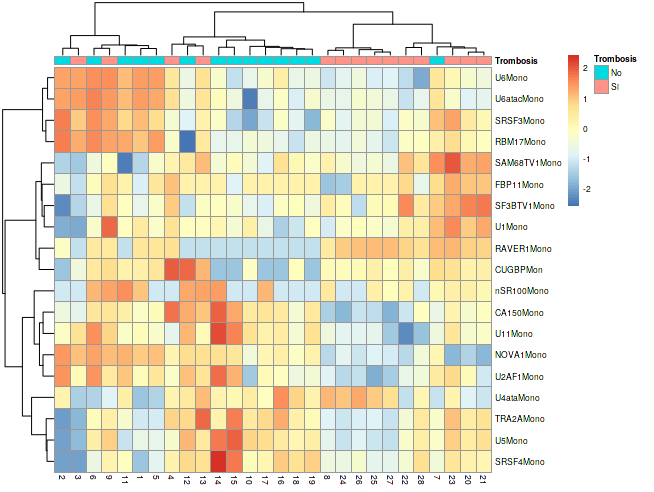 Trombosis
Trombosis
No
SI
2
1
0
-1
-2
U6Mono
U6atacMono
SRSF3Mono
RBM17Mono
SAM68TV1Mono
FBP11Mono
SF3BTV1Mono
U1Mono
RAVER1Mono
CUGBPMon
nSR100Mono
CA150Mono
U11Mono
NOVA1Mono
U2AF1Mono
U4ataMono
TRA2AMono
U5Mono
SRSF4Mono
2 3 6 9 11 1 5 4 12 13 14 15 10 17 16 18 19 8 24 26 25 27 22 28 7 23 20 21